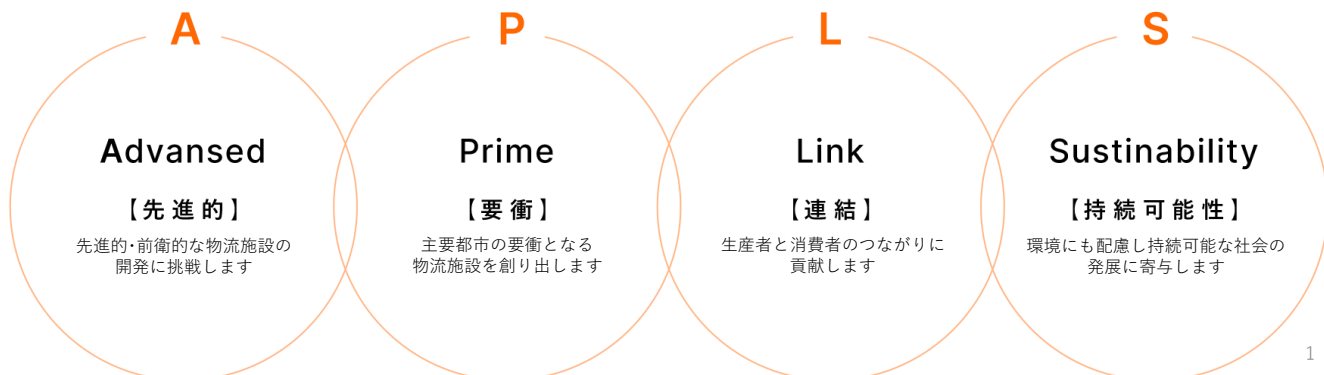 A
P
L
S
Advansed
【先進的】
先進的・前衛的な物流施設の
開発に挑戦します
Prime
【要衝】
主要都市の要衝となる
物流施設を創り出します
Link
【連結】
生産者と消費者のつながりに
貢献します
Sustinability
【持続可能性】
環境にも配慮し持続可能な社会の
発展に寄与します
1